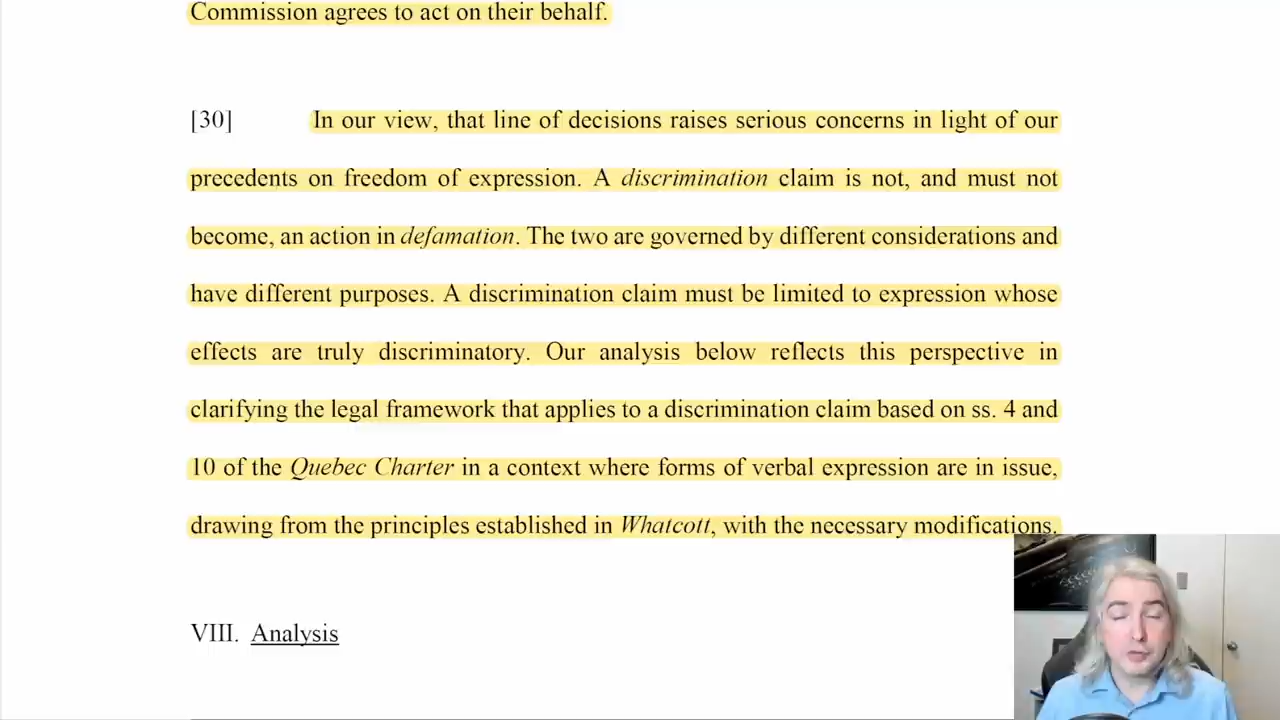 Commission agrees to act on their behalf.
[30] In our view, that line of decisions raises serious concerns in light of our
precedents on freedom of expression. A discrimination claim is not, and must not
become, an action in defamation. The two are governed by different considerations and
have different purposes. A discrimination claim must be limited to expression whose
effects are truly discriminatory. Our analysis below reflects this perspective in
clarifying the legal framework that applies to a discrimination claim based on ss. 4 and
10 of the Quebec Charter in a context where forms of verbal expression are in issue,
drawing from the principles established in Whatcott, with the necessary modifications.
VIII. Analysis